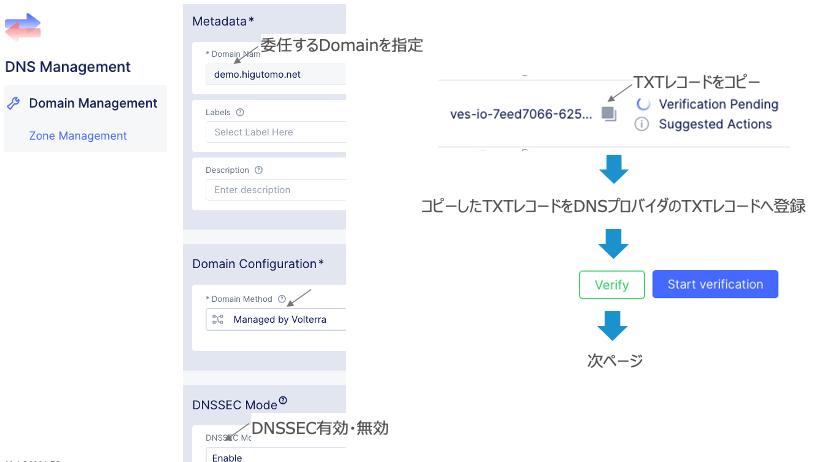 DNS Management
Domain Management
Zone Management
Metadata*
* Domain Nam
委任するDomainを指定
demo.higutomo.net
Labels
Select Label Here
Description
Enter description
Domain Configuration*
* Domain Method
Managed by Volterra
DNSSEC Mode
DNSSEC Mo
DNSSEC有効・無効
Enable
TXTレコードをコピー
ves-io-7eed7066-625...
Verification Pending
Suggested Actions
コピーしたTXTレコードをDNSプロバイダのTXTレコードへ登録
Verify
Start verification
次ページ